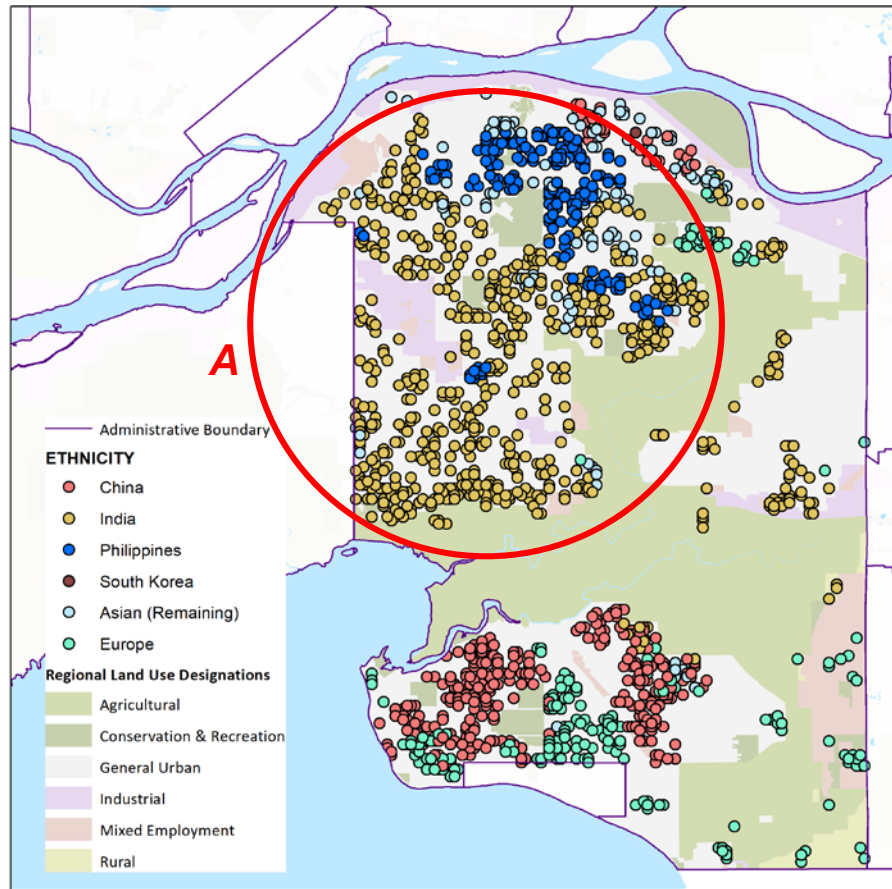 A
Administrative Boundary
ETHNICITY
China
India
Philippines
South Korea
Asian (Remaining)
Europe
Regional Land Use Designations
Agricultural
Conservation & Recreation
General Urban
Industrial
Mixed Employment
Rural